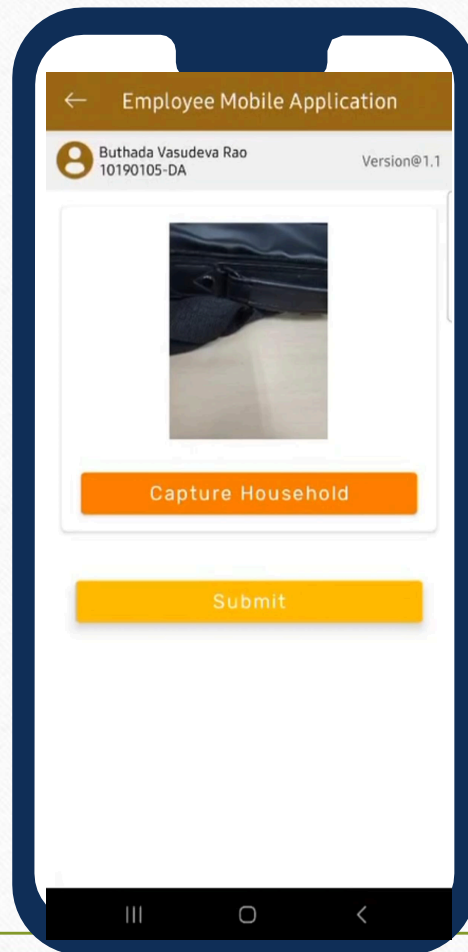 Employee Mobile Application
Buthada Vasudeva Rao
10190105-DA
Version@1.1
Capture Household
Submit